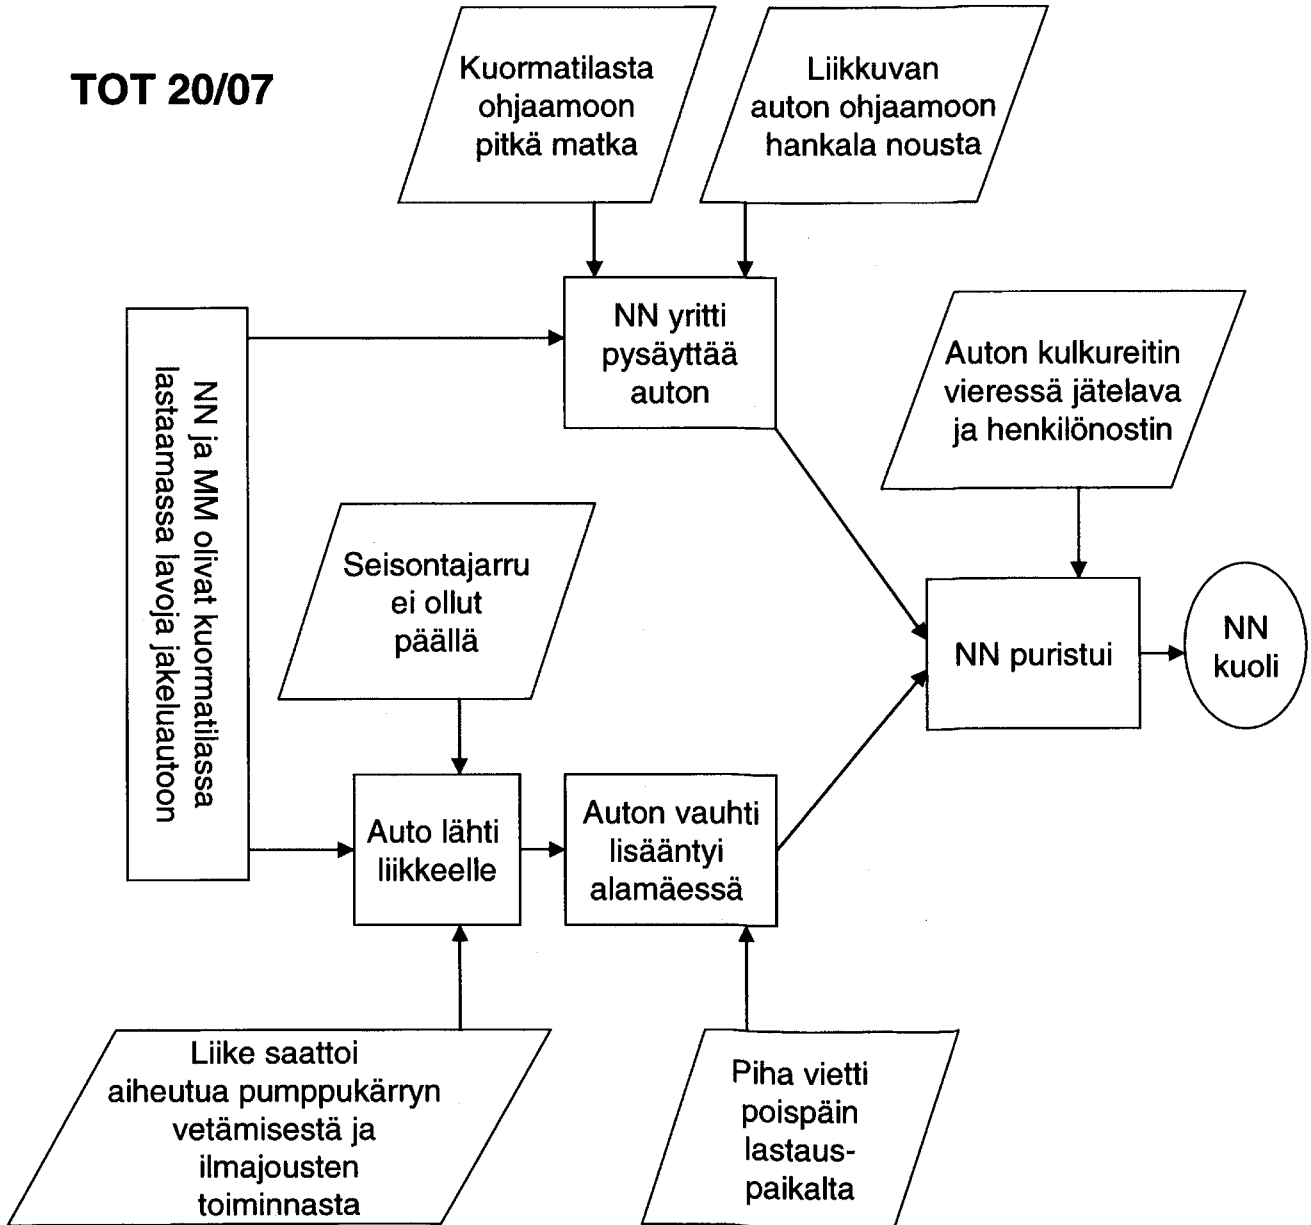 TOT 20/07
Kuormatilasta
ohjaamoon
pitkä matka
Liikkuvan
auton ohjaamoon
hankala nousta
NN yritti
pysäyttää
auton
Auton kulkureitin
vieressä jätelava
ja henkilönostin
NN ja MM olivat kuormatilassa
lastaamassa lavoja jakeluautoon
Seisontajarru
ei ollut
päällä
NN puristui
NN
kuoli
Auto lähti
liikkeelle
Auton vauhti
lisääntyi
alamäessä
Liike saattoi
aiheutua pumppukärryn
vetämisestä ja
ilmajousten
toiminnasta
Piha vietti
poispäin
lastaus-
paikalta